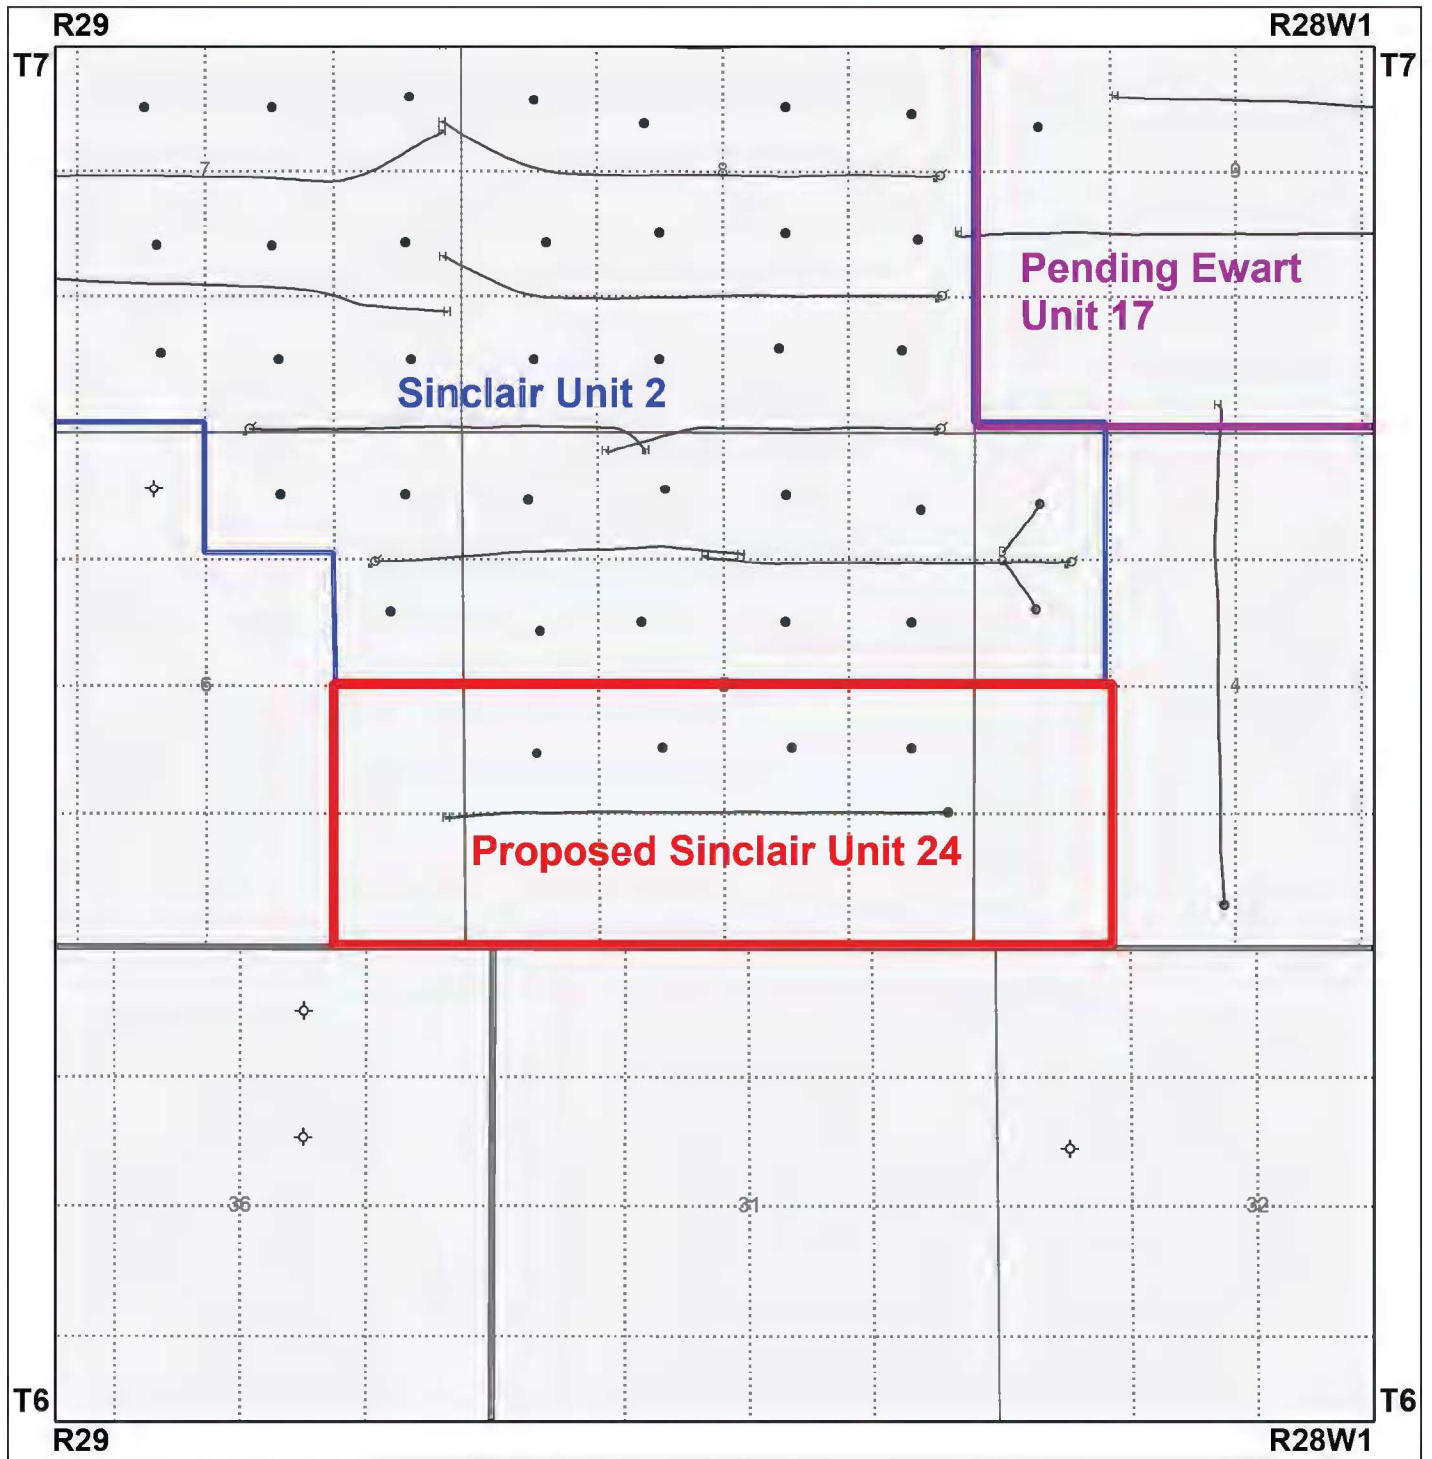 R29 R28W1
T7 T7
7 8 9
Pending Ewart
Unit 17
Sinclair Unit 2
6 5 4
Proposed Sinclair Unit 24
36 31 32
T6 T6
R29 R28W1